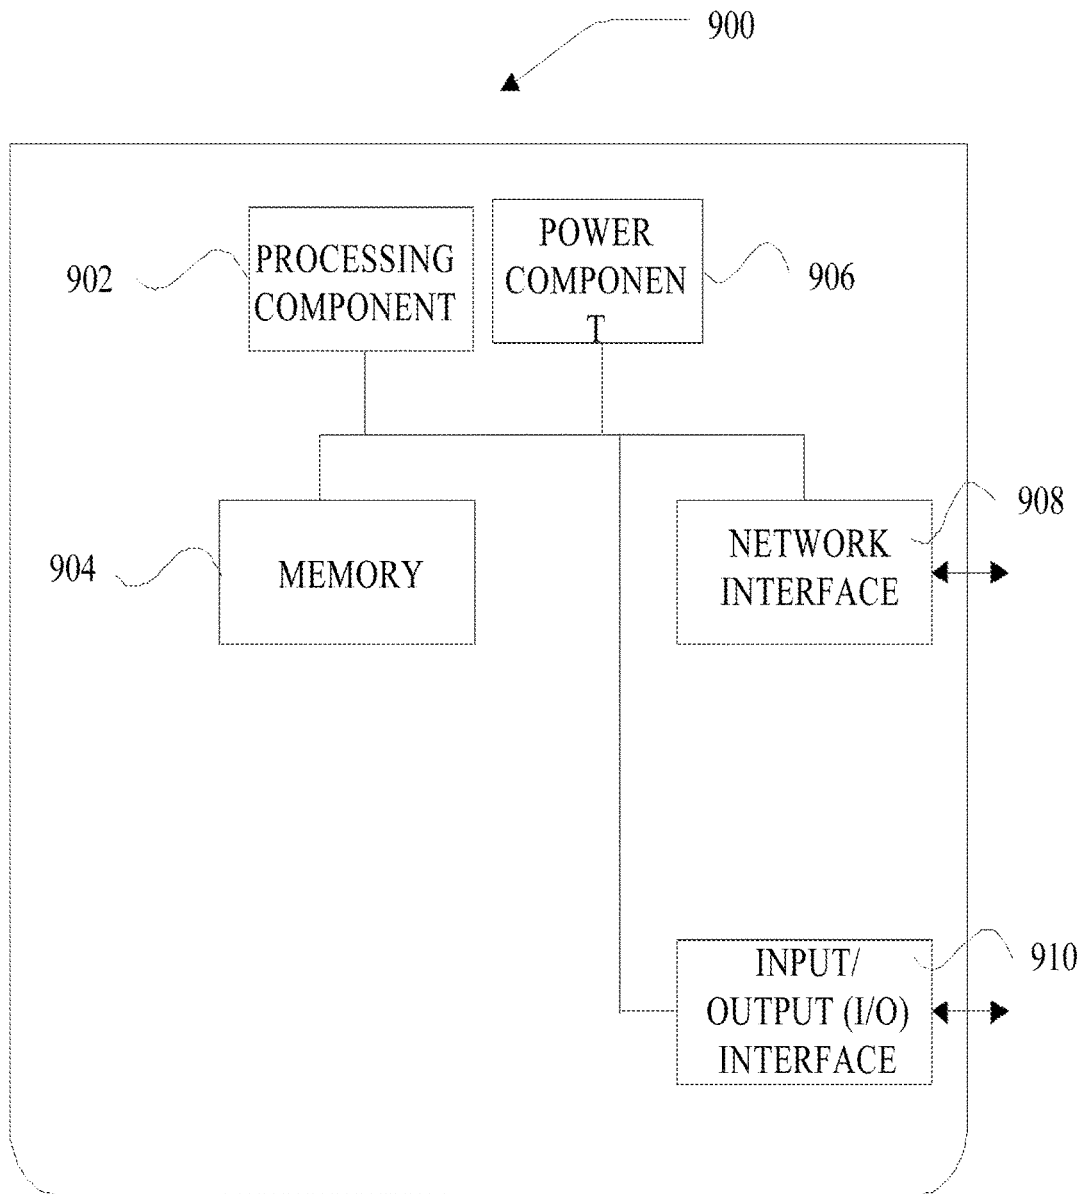 900
PROCESSING
COMPONENT
902
POWER
COMPONEN
T
906
MEMORY
904
NETWORK
INTERFACE
908
INPUT/
OUTPUT (I/O)
INTERFACE
910